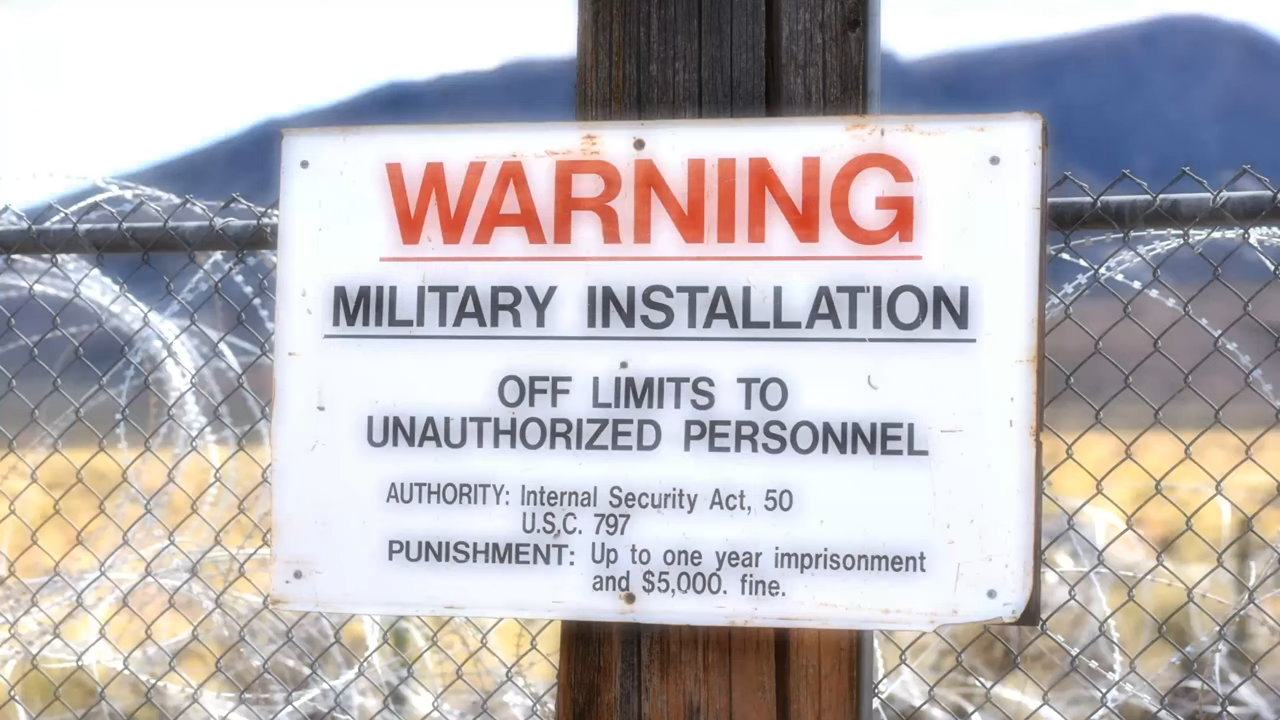 WARNING
MILITARY INSTALLATION
OFF LIMITS TO
UNAUTHORIZED PERSONNEL
AUTHORITY: Internal Security Act, 50
U.S.C. 797
PUNISHMENT: Up to one year imprisonment
and $5,000. fine.